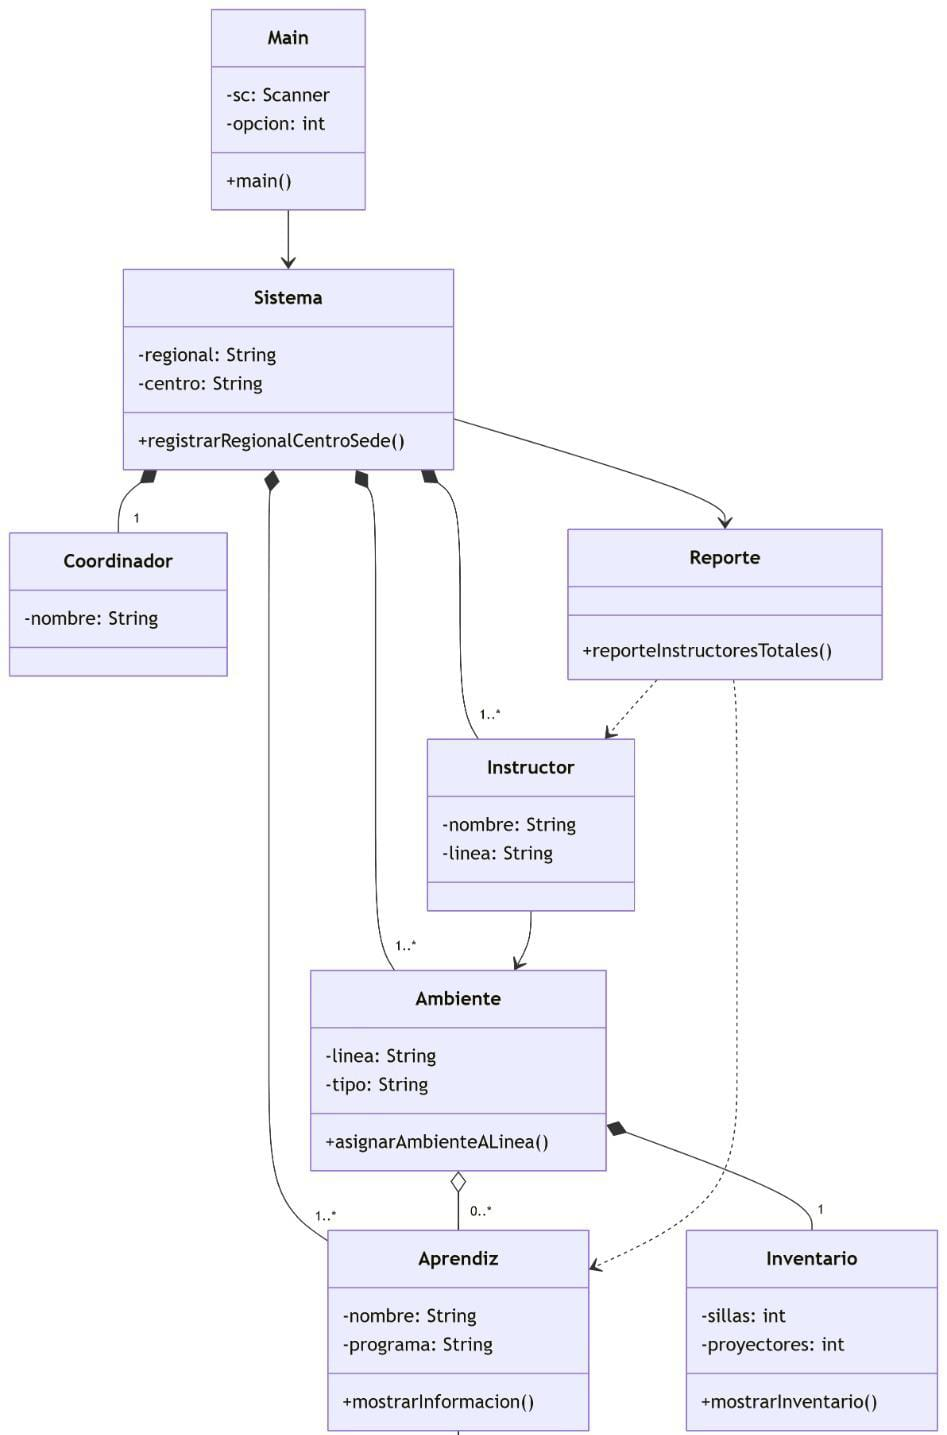 Main
-sc: Scanner
-opcion: int
+main()
Sistema
-regional: String
-centro: String
+registrarRegionalCentroSede()
1
Coordinador
-nombre: String
Reporte
+reporteInstructoresTotales()
1..*
Instructor
-nombre: String
-linea: String
1..*
Ambiente
-linea: String
-tipo: String
+asignarAmbienteALinea()
1..*
0..*
1
Aprendiz
-nombre: String
-programa: String
+mostrarInformacion()
Inventario
-sillas: int
-proyectores: int
+mostrarInventario()